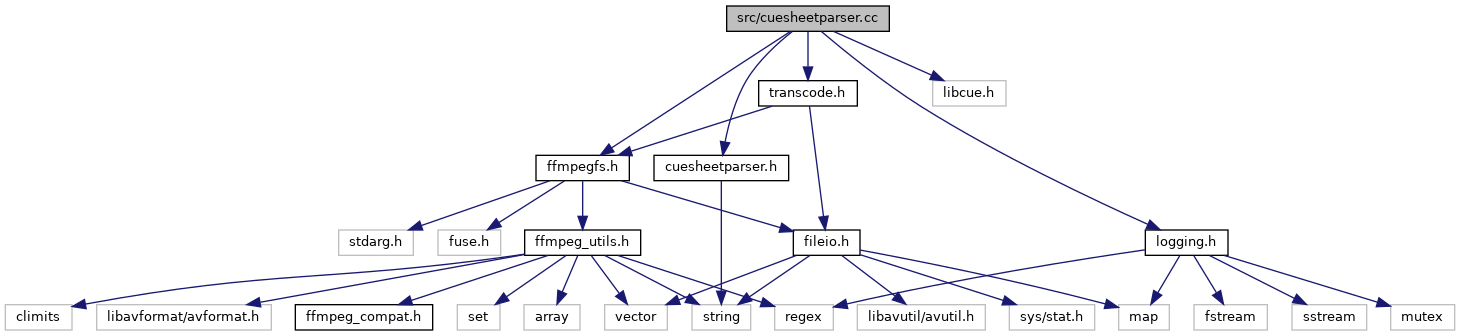 src/cuesheetparser.cc
transcode.h
libcue.h
ffmpegfs.h
cuesheetparser.h
stdarg.h
fuse.h
ffmpeg_utils.h
fileio.h
logging.h
climits
libavformat/avformat.h
ffmpeg_compat.h
set
array
vector
string
regex
libavutil/avutil.h
sys/stat.h
map
fstream
sstream
mutex